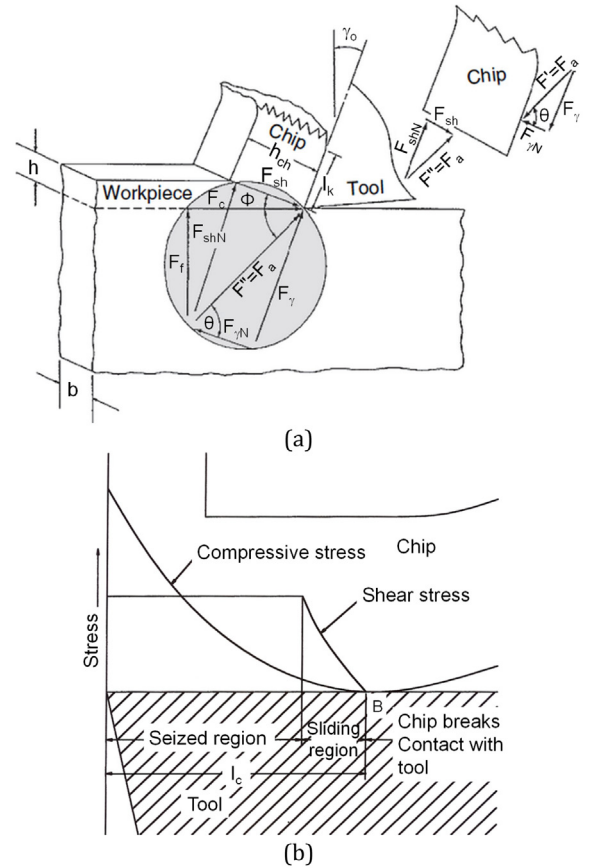 γo
Chip
F'=Fa
Fsh
θ
Fγ
FγN
FshN
F''=Fa
Chip
hch
h
Fsh
lk
Workpiece
Tool
Fc
Φ
FshN
Ff
F''=Fa
Fγ
θ
FγN
b
(a)
Compressive stress
Chip
Shear stress
Stress
B
Seized region
Sliding
region
Chip breaks
Contact with
tool
lc
Tool
(b)